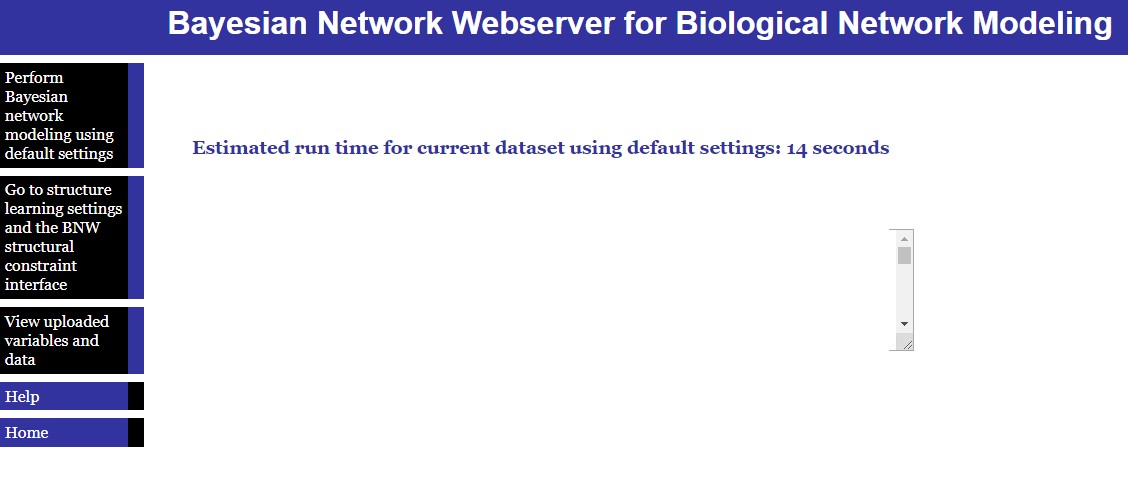 Bayesian Network Webserver for Biological Network Modeling
Perform
Bayesian
network
modeling using
default settings
Estimated run time for current dataset using default settings: 14 seconds
Go to structure
learning settings
and the BNW
structural
constraint
interface
View uploaded
variables and
data
Help
Home